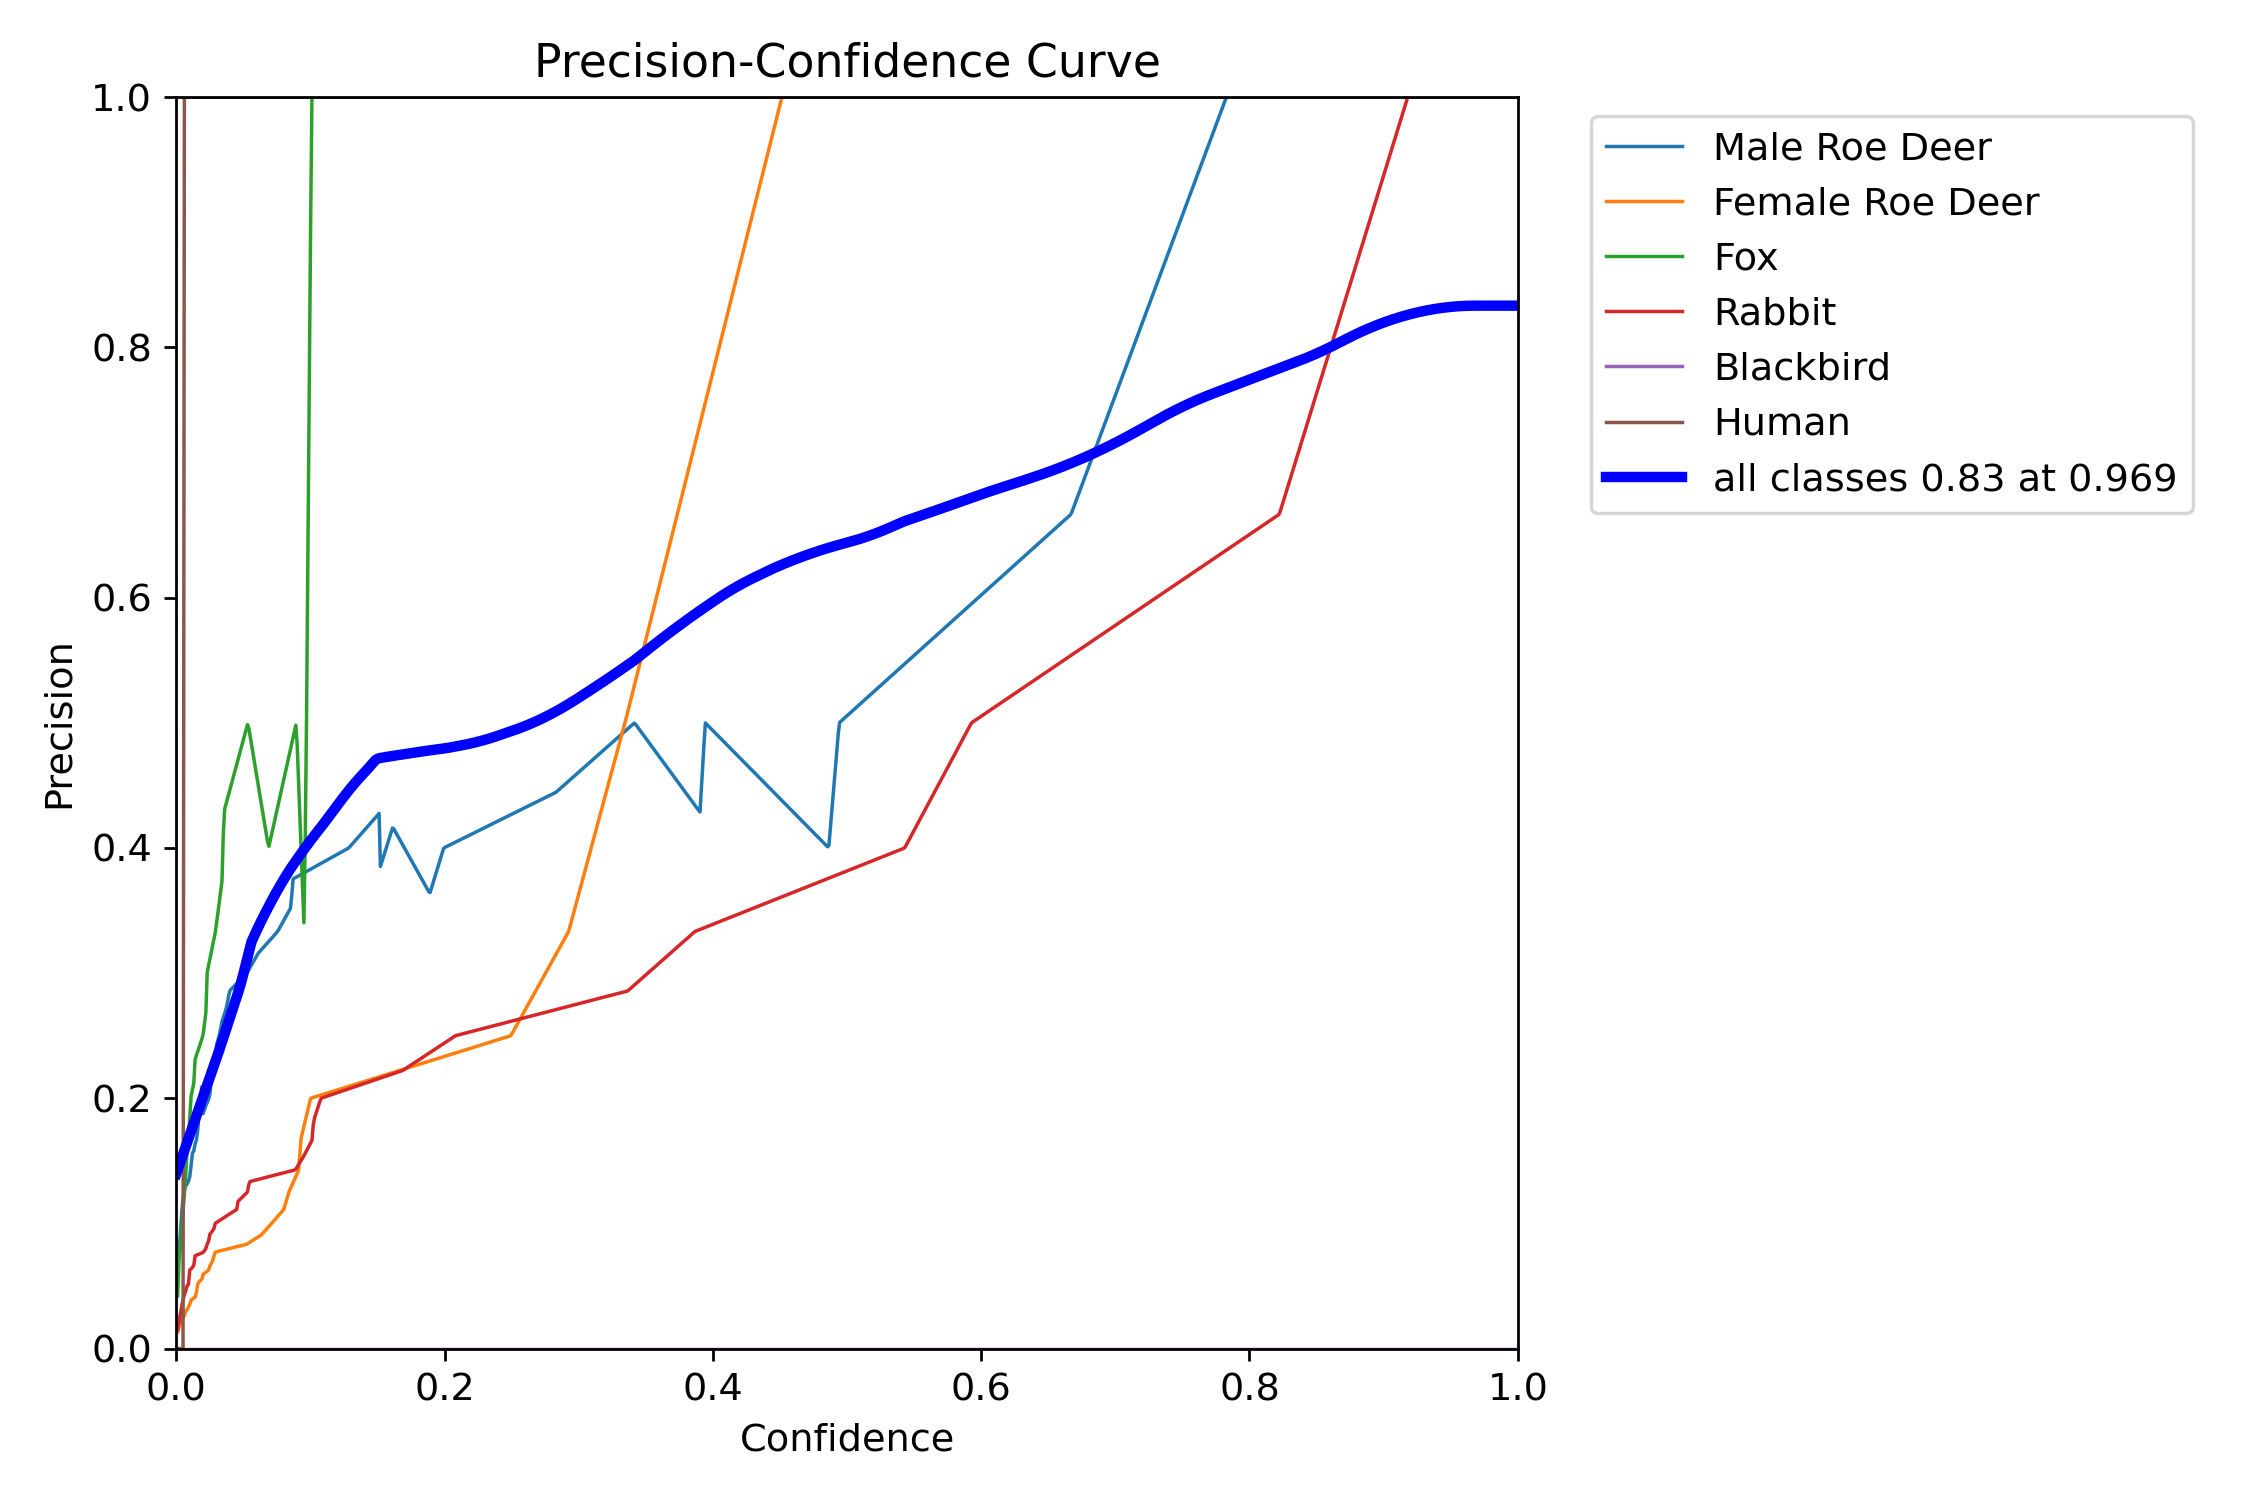 Precision-Confidence Curve
1.0
0.8
0.6
0.4
0.2
0.0
Precision
0.0 0.2 0.4 0.6 0.8 1.0
Confidence
Male Roe Deer
Female Roe Deer
Fox
Rabbit
Blackbird
Human
all classes 0.83 at 0.969